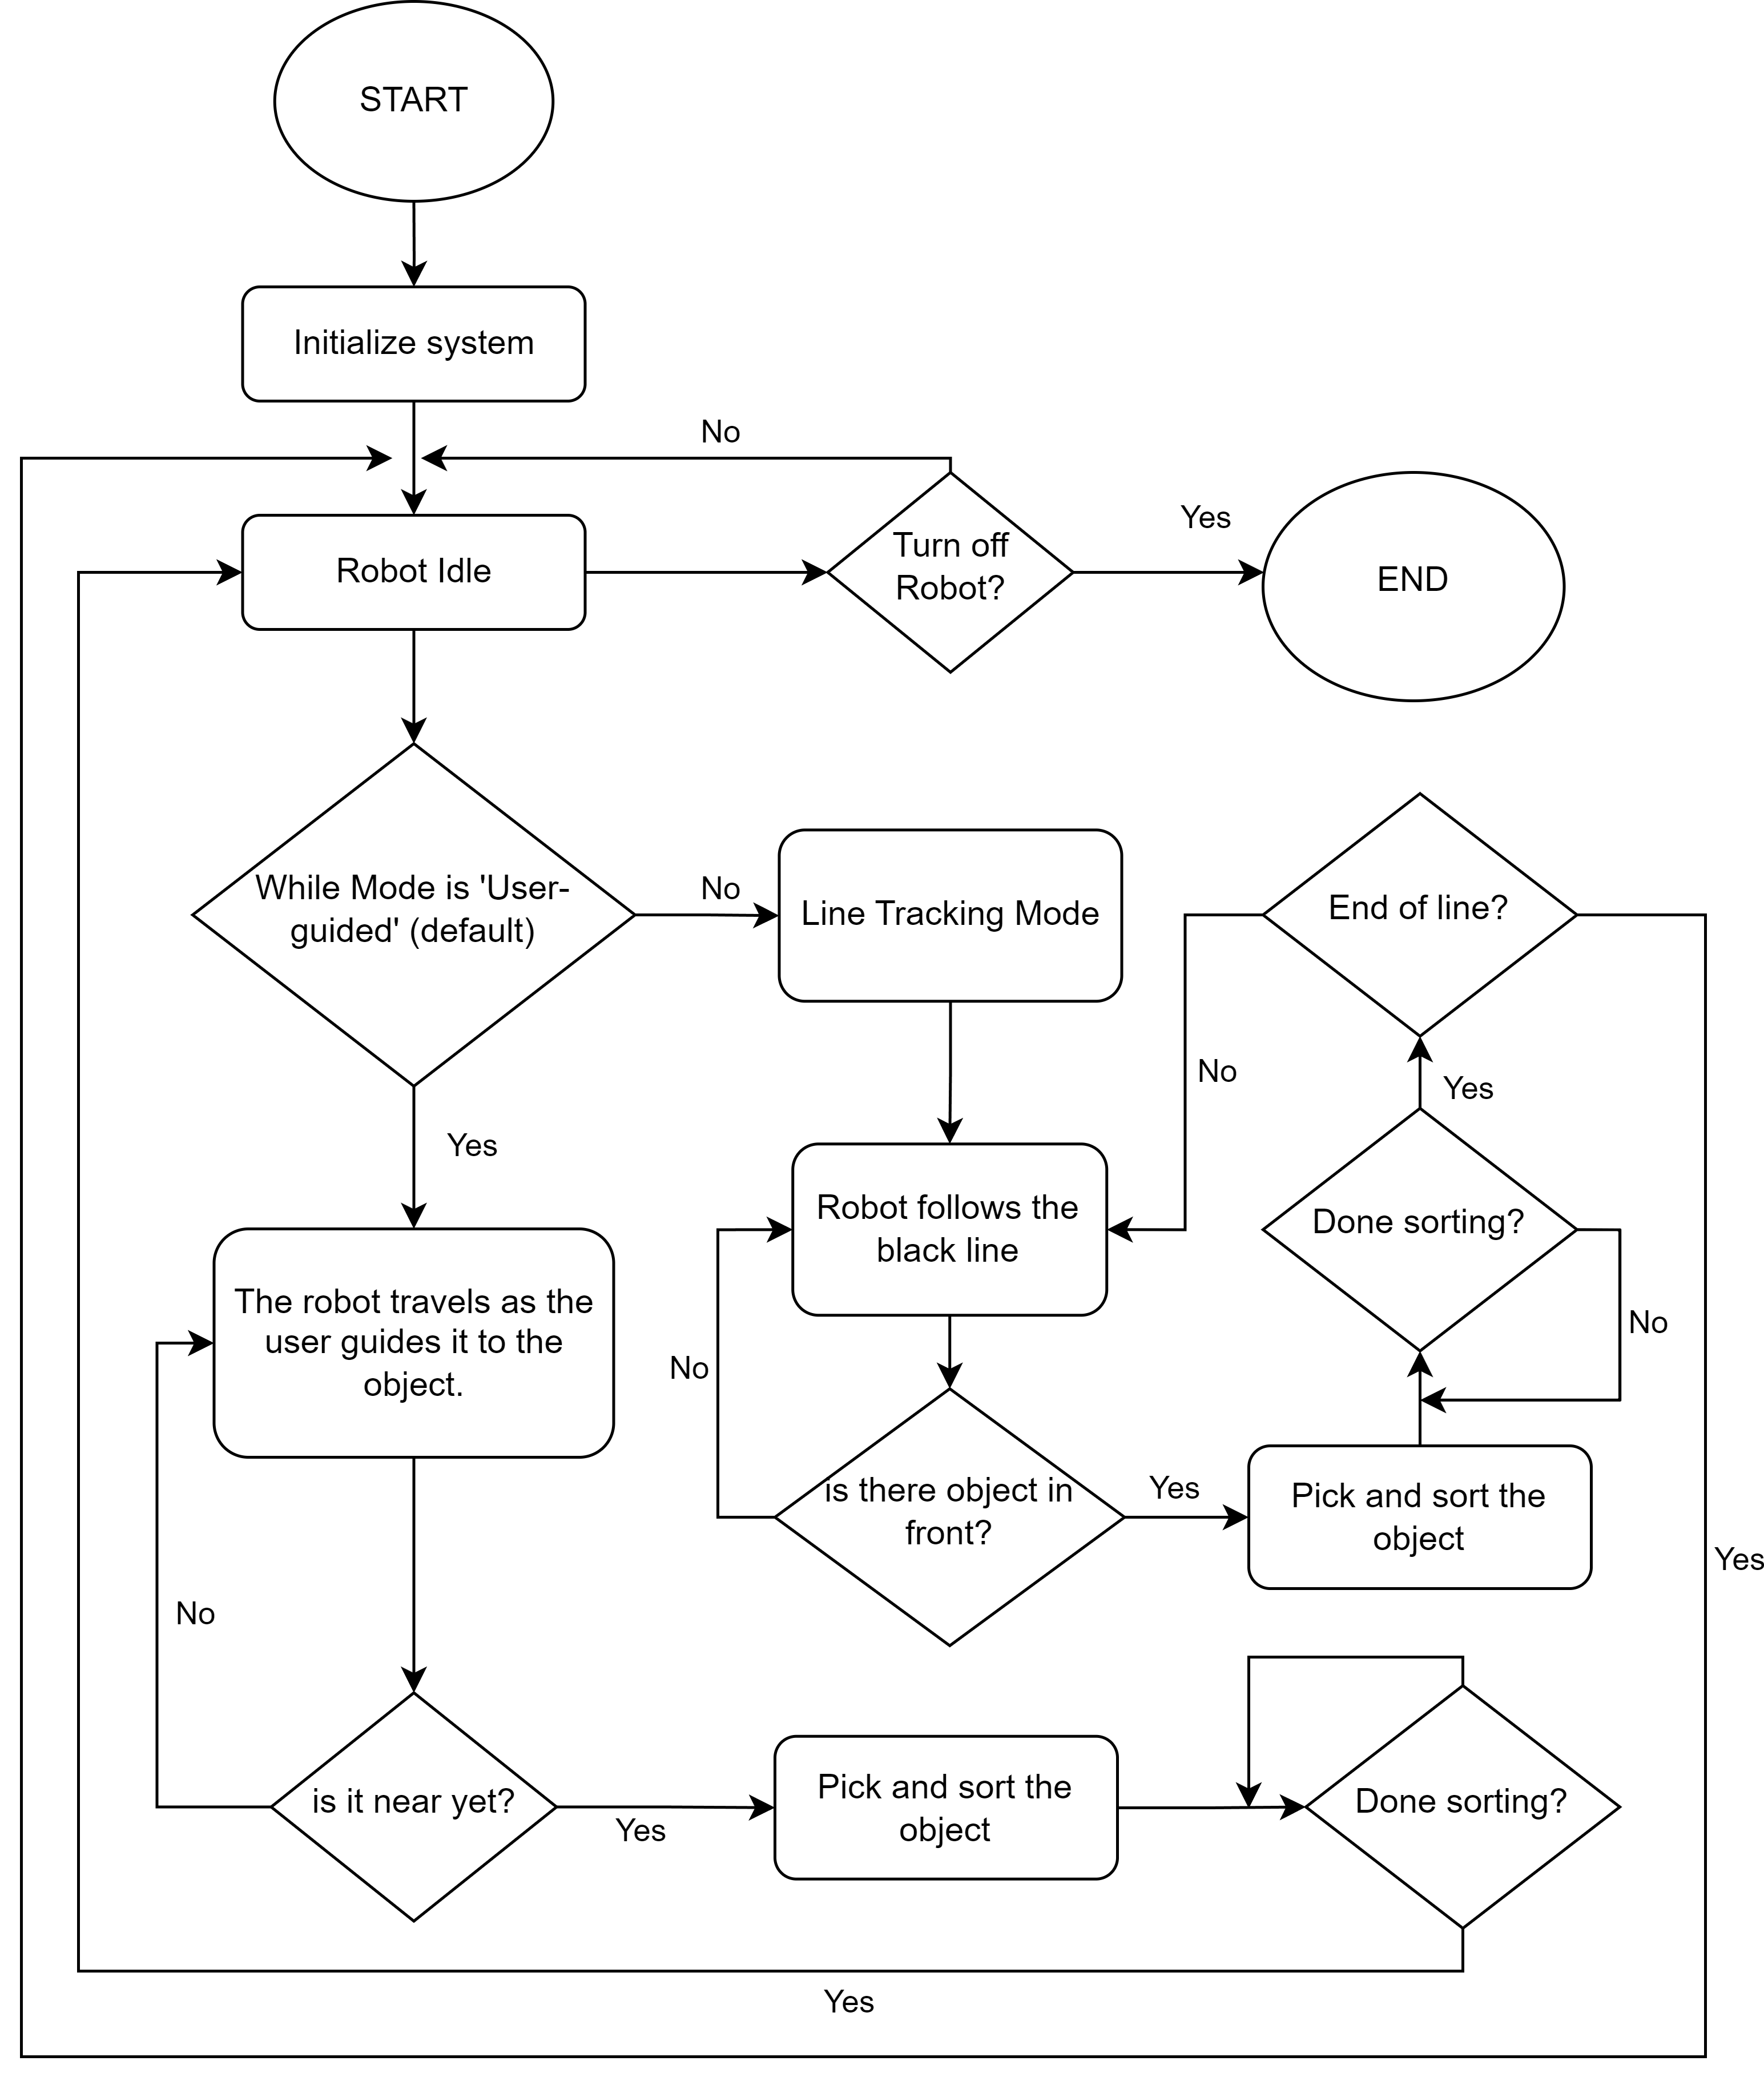 START
Initialize system
No
Robot Idle
Turn off
Robot?
Yes
END
While Mode is 'User-
guided' (default)
No
Line Tracking Mode
End of line?
No
Yes
Yes
Robot follows the
black line
Done sorting?
The robot travels as the
user guides it to the
object.
No
No
is there object in
front?
Yes
Pick and sort the
object
Yes
No
is it near yet?
Yes
Pick and sort the
object
Done sorting?
Yes